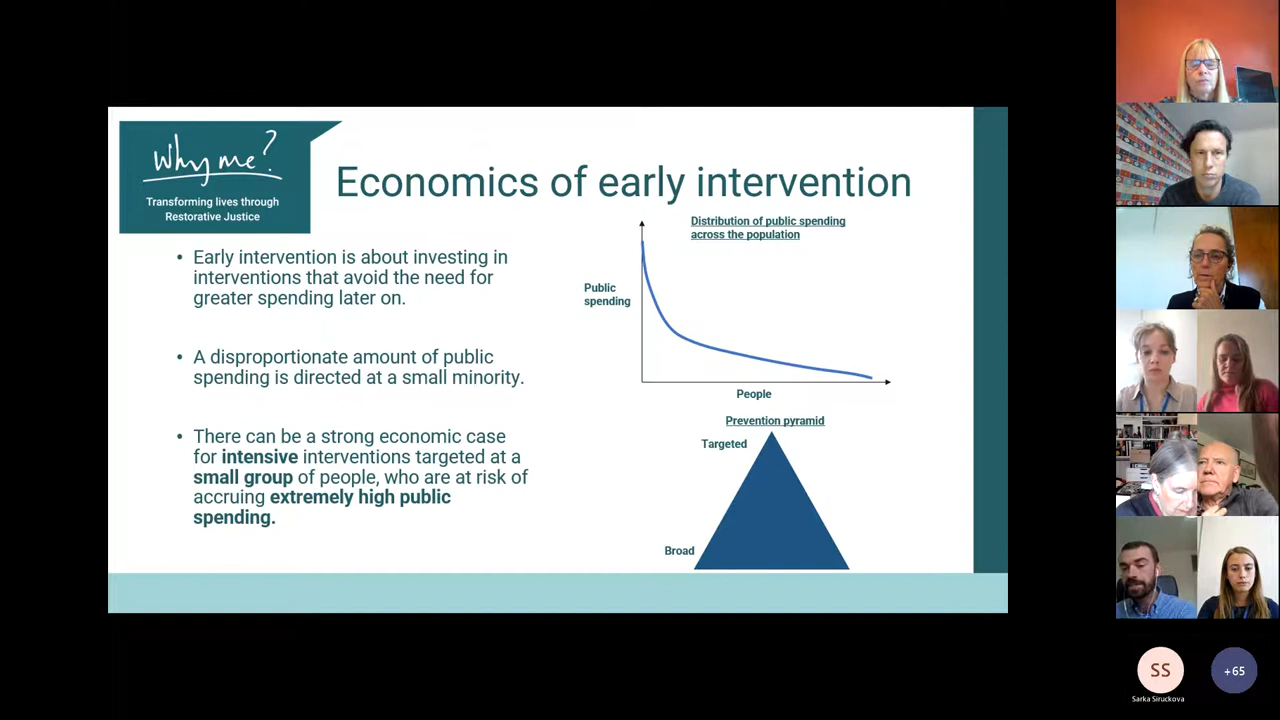 Why me?
Transforming lives through
Restorative Justice
Economics of early intervention
• Early intervention is about investing in
interventions that avoid the need for
greater spending later on.
• A disproportionate amount of public
spending is directed at a small minority.
• There can be a strong economic case
for intensive interventions targeted at a
small group of people, who are at risk of
accruing extremely high public
spending.
Distribution of public spending
across the population
Public
spending
People
Prevention pyramid
Targeted
Broad
SS
+65
Sarka Siruckova